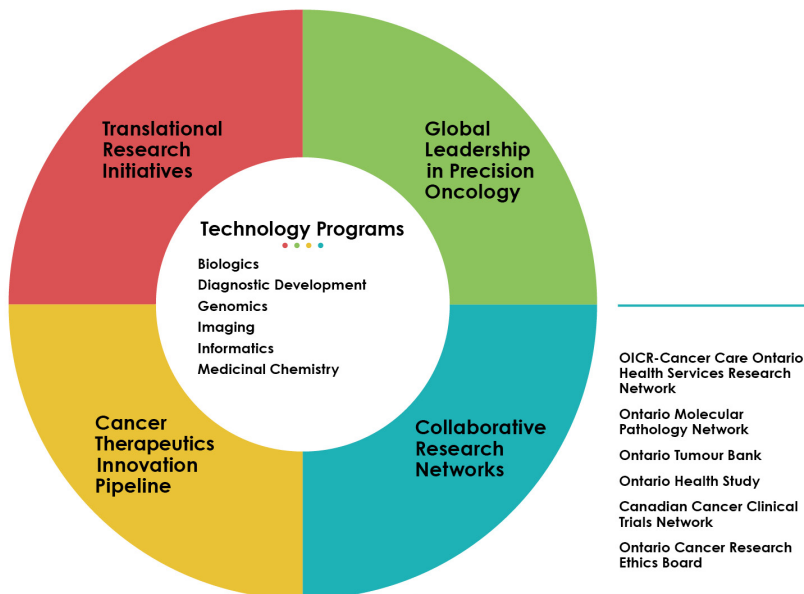 Translational
Research
Initiatives
Global
Leadership
in Precision
Oncology
Technology Programs
Biologics
Diagnostic Development
Genomics
Imaging
Informatics
Medicinal Chemistry
Cancer
Therapeutics
Innovation
Pipeline
Collaborative
Research
Networks
OICR-Cancer Care Ontario
Health Services Research
Network
Ontario Molecular
Pathology Network
Ontario Tumour Bank
Ontario Health Study
Canadian Cancer Clinical
Trials Network
Ontario Cancer Research
Ethics Board